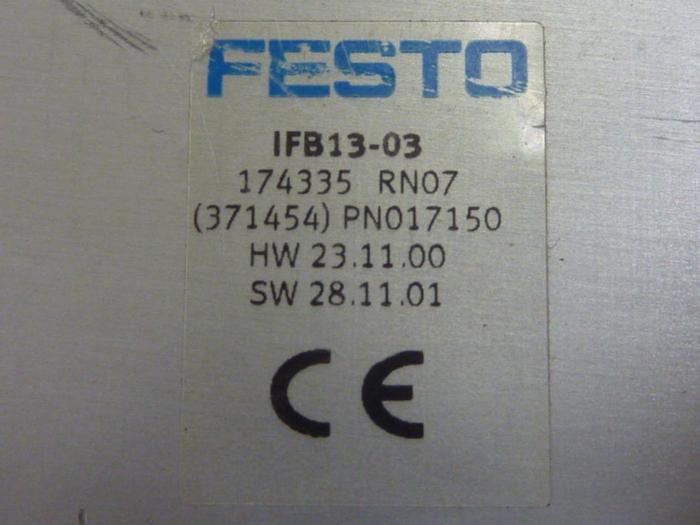 FESTO
IFB13-03
174335 RN07
(371454) PN017150
HW 23.11.00
SW 28.11.01
CE